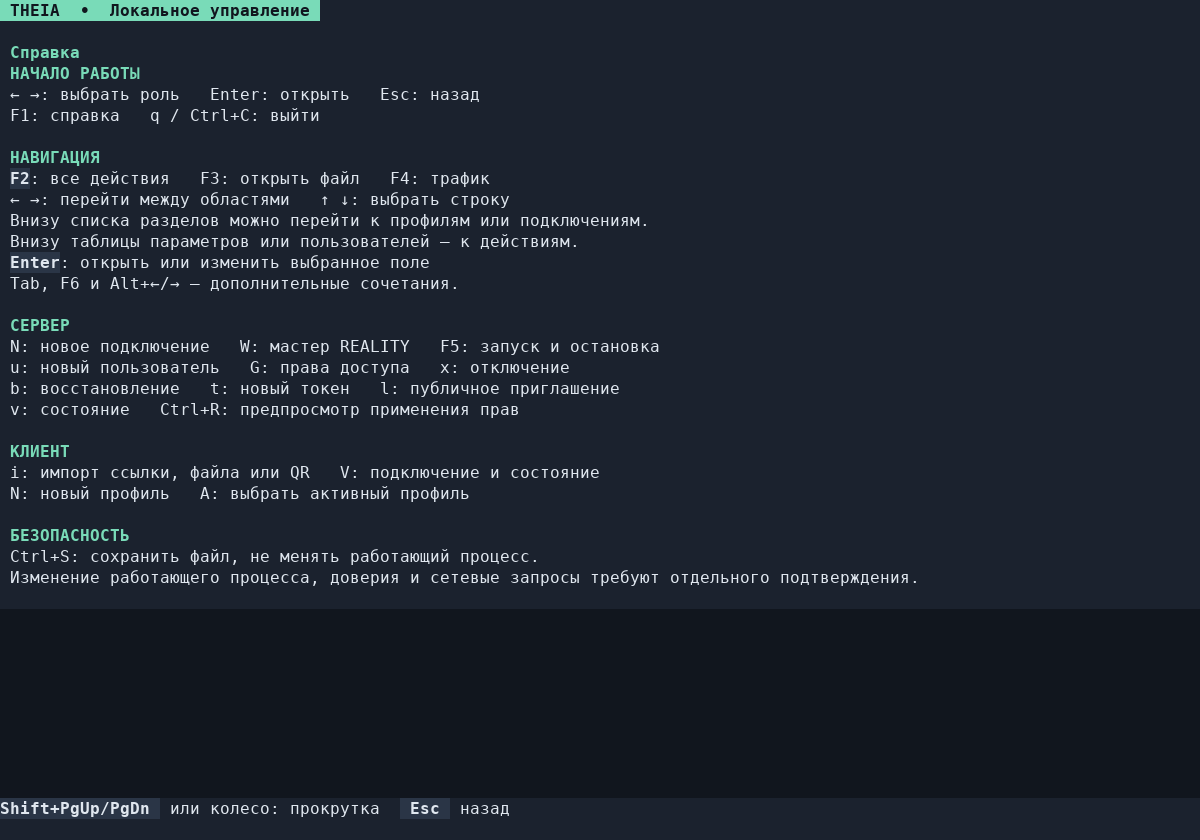 THEIA • Локальное управление
Справка
НАЧАЛО РАБОТЫ
← →: выбрать роль Enter: открыть Esc: назад
F1: справка q / Ctrl+C: выйти
НАВИГАЦИЯ
F2: все действия F3: открыть файл F4: трафик
← →: перейти между областями ↑ ↓: выбрать строку
Внизу списка разделов можно перейти к профилям или подключениям.
Внизу таблицы параметров или пользователей — к действиям.
Enter: открыть или изменить выбранное поле
Tab, F6 и Alt+←/→ — дополнительные сочетания.
СЕРВЕР
N: новое подключение W: мастер REALITY F5: запуск и остановка
u: новый пользователь G: права доступа x: отключение
b: восстановление t: новый токен l: публичное приглашение
v: состояние Ctrl+R: предпросмотр применения прав
КЛИЕНТ
i: импорт ссылки, файла или QR V: подключение и состояние
N: новый профиль A: выбрать активный профиль
БЕЗОПАСНОСТЬ
Ctrl+S: сохранить файл, не менять работающий процесс.
Изменение работающего процесса, доверия и сетевые запросы требуют отдельного подтверждения.
Shift+PgUp/PgDn или колесо: прокрутка Esc назад